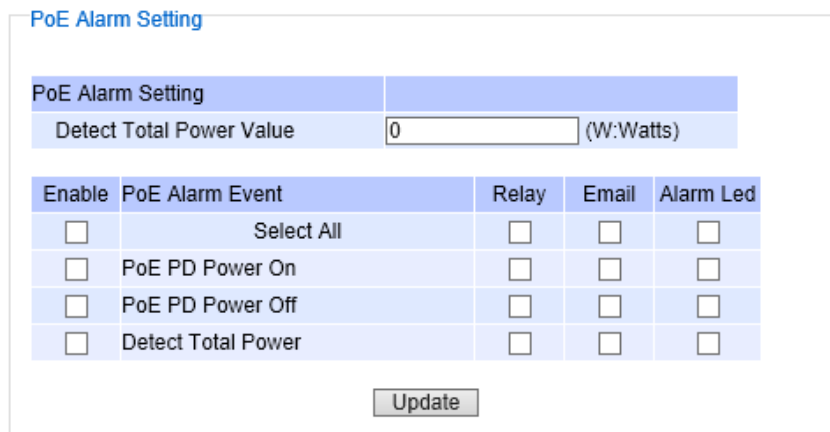 PoE Alarm Setting
PoE Alarm Setting
Detect Total Power Value 0 (W:Watts)
Enable PoE Alarm Event Relay Email Alarm Led
Select All
PoE PD Power On
PoE PD Power Off
Detect Total Power
Update